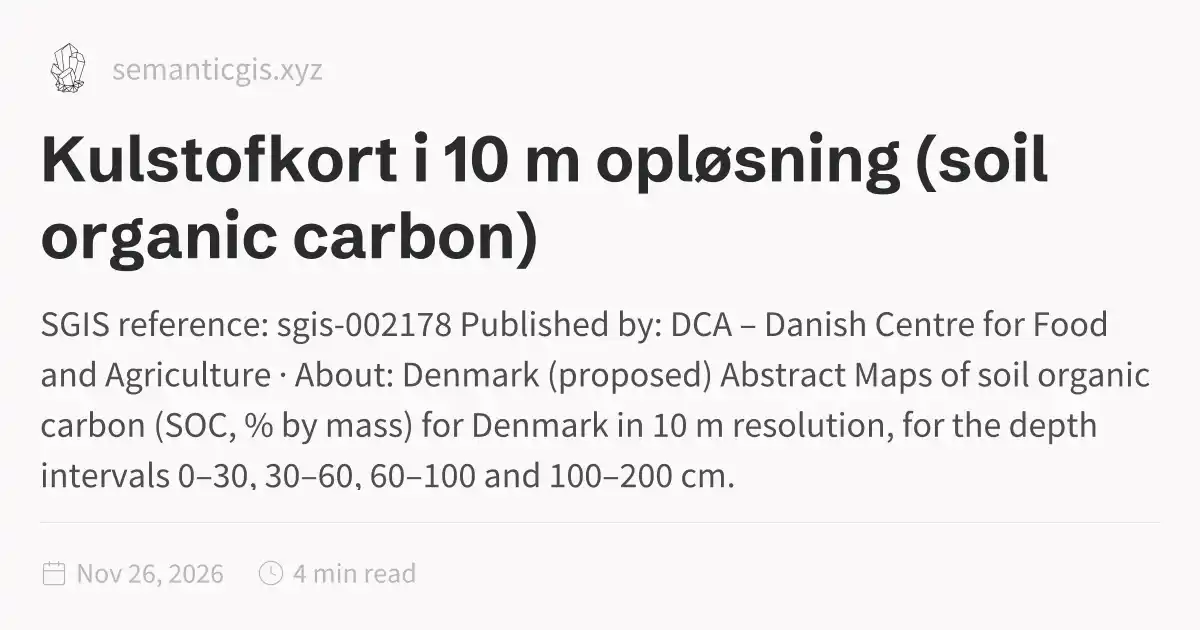 semanticgis.xyz
Kulstofkort i 10 m opløsning (soil
organic carbon)
SGIS reference: sgis-002178 Published by: DCA – Danish Centre for Food
and Agriculture · About: Denmark (proposed) Abstract Maps of soil organic
carbon (SOC, % by mass) for Denmark in 10 m resolution, for the depth
intervals 0–30, 30–60, 60–100 and 100–200 cm.
Nov 26, 2026 4 min read